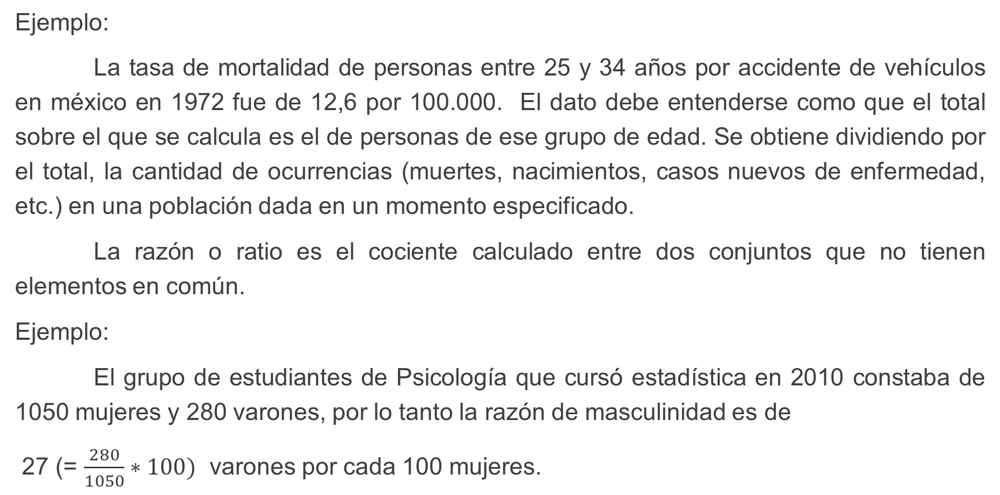 Ejemplo:
La tasa de mortalidad de personas entre 25 y 34 años por accidente de vehículos
en méxico en 1972 fue de 12,6 por 100.000.  El dato debe entenderse como que el total
sobre el que se calcula es el de personas de ese grupo de edad. Se obtiene dividiendo por
el total, la cantidad de ocurrencias (muertes, nacimientos, casos nuevos de enfermedad,
etc.) en una población dada en un momento especificado.
La razón o ratio es el cociente calculado entre dos conjuntos que no tienen
elementos en común.
Ejemplo:
El grupo de estudiantes de Psicología que cursó estadística en 2010 constaba de
1050 mujeres y 280 varones, por lo tanto la razón de masculinidad es de
27 (= 280/1050 * 100) varones por cada 100 mujeres.